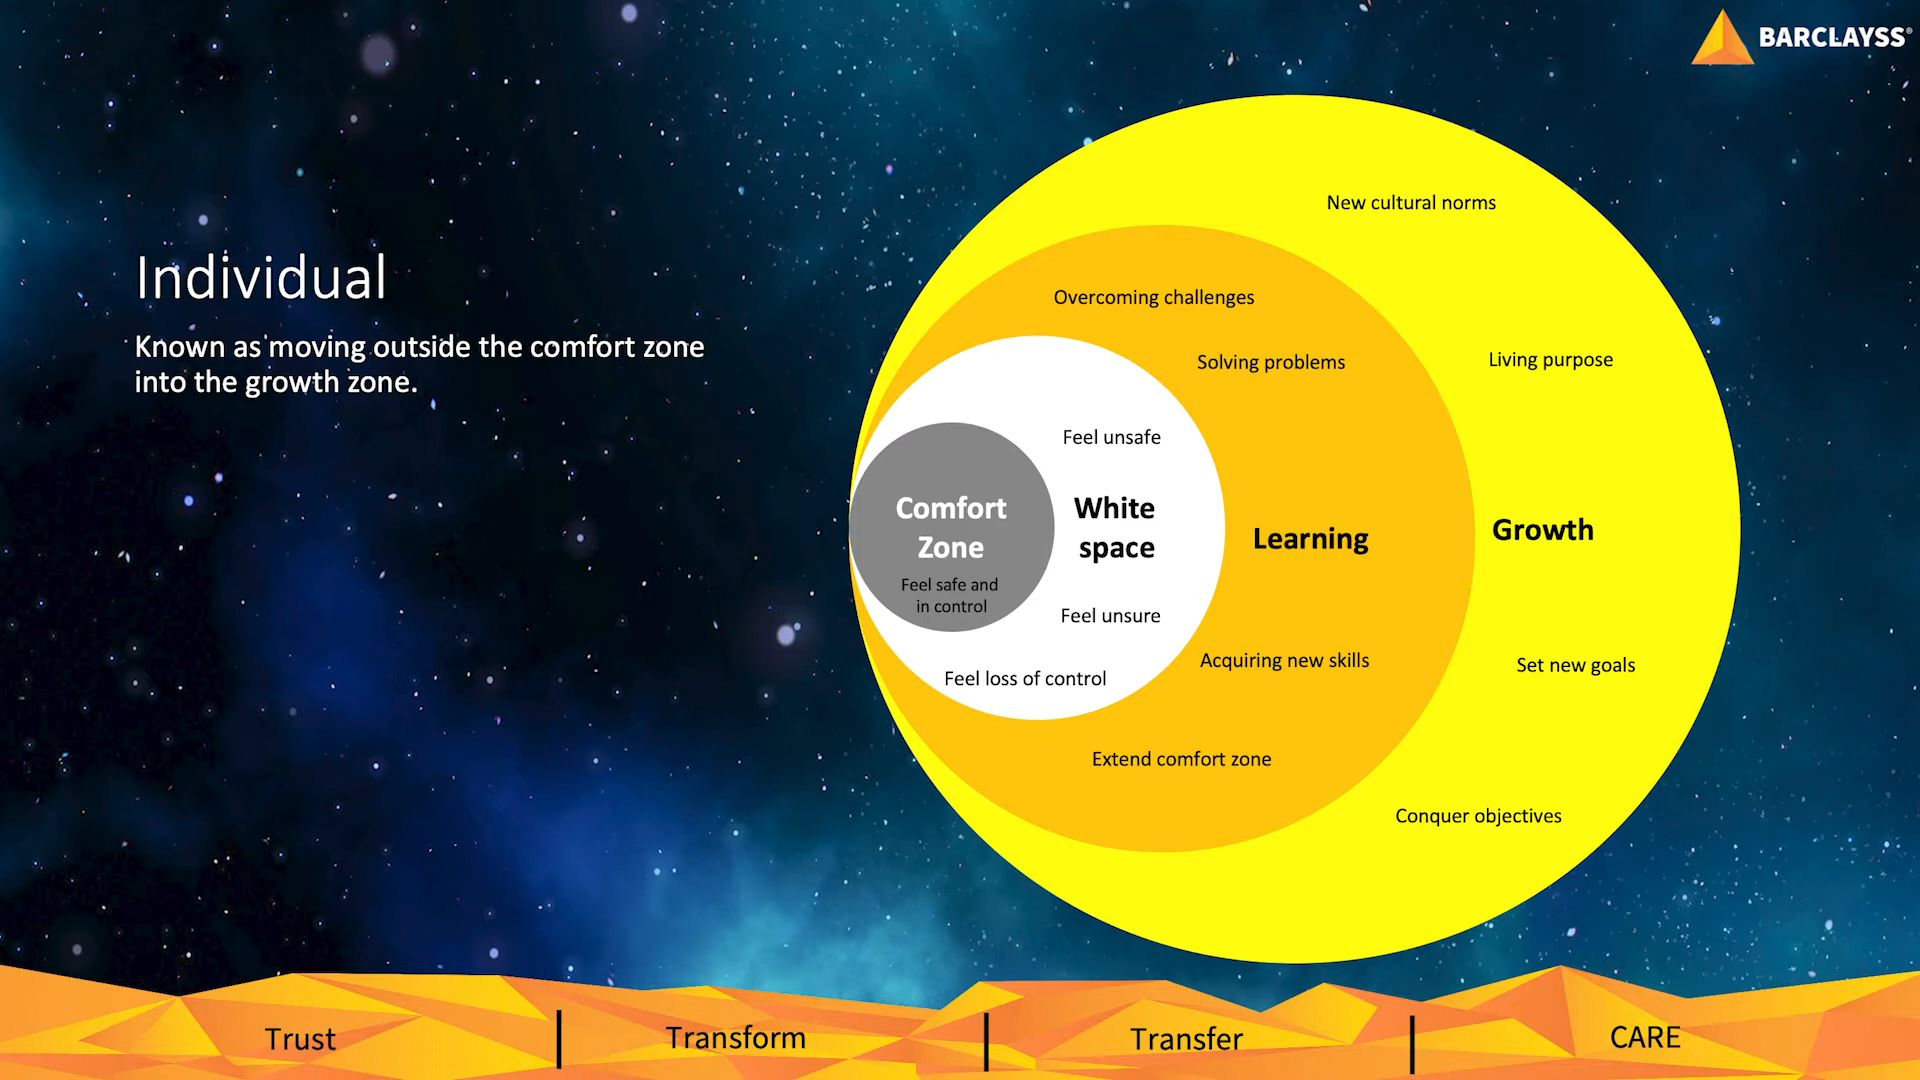 BARCLAYSS®
Individual
Known as moving outside the comfort zone
into the growth zone.
New cultural norms
Overcoming challenges
Solving problems
Living purpose
Feel unsafe
Comfort
Zone
Feel safe and
in control
White
space
Learning
Growth
Feel unsure
Feel loss of control
Acquiring new skills
Set new goals
Extend comfort zone
Conquer objectives
Trust
Transform
Transfer
CARE